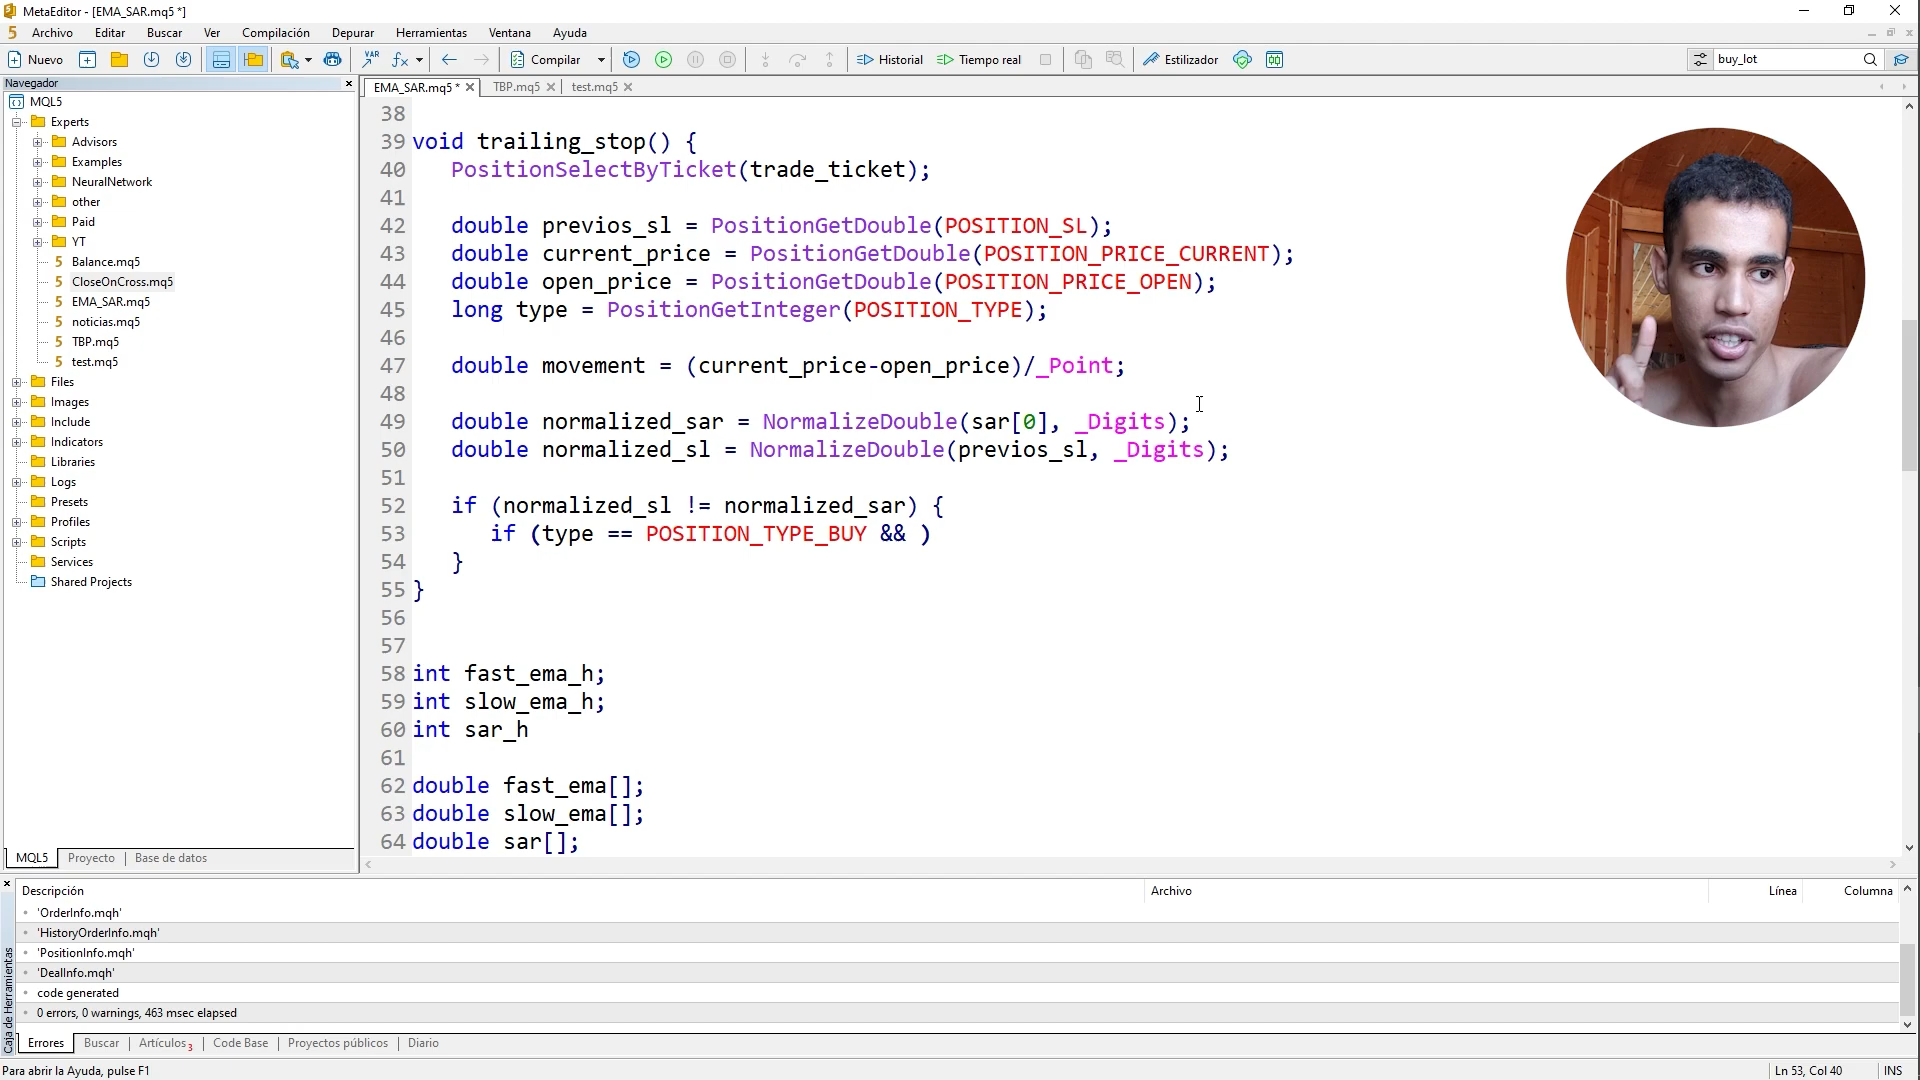 MetaEditor - [EMA_SAR.mq5 *]
Archivo Editar Buscar Ver Compilación Depurar Herramientas Ventana Ayuda
Nuevo Compilar Historial Tiempo real Estilizador buy_lot
Navegador
MQL5
Experts
Advisors
Examples
NeuralNetwork
other
Paid
YT
Balance.mq5
CloseOnCross.mq5
EMA_SAR.mq5
noticias.mq5
TBP.mq5
test.mq5
Files
Images
Include
Indicators
Libraries
Logs
Presets
Profiles
Scripts
Services
Shared Projects
MQL5 Proyecto Base de datos
EMA_SAR.mq5 * TBP.mq5 test.mq5
38
39 void trailing_stop() {
40 PositionSelectByTicket(trade_ticket);
41
42 double previos_sl = PositionGetDouble(POSITION_SL);
43 double current_price = PositionGetDouble(POSITION_PRICE_CURRENT);
44 double open_price = PositionGetDouble(POSITION_PRICE_OPEN);
45 long type = PositionGetInteger(POSITION_TYPE);
46
47 double movement = (current_price-open_price)/_Point;
48
49 double normalized_sar = NormalizeDouble(sar[0], _Digits);
50 double normalized_sl = NormalizeDouble(previos_sl, _Digits);
51
52 if (normalized_sl != normalized_sar) {
53 if (type == POSITION_TYPE_BUY && )
54 }
55 }
56
57
58 int fast_ema_h;
59 int slow_ema_h;
60 int sar_h
61
62 double fast_ema[];
63 double slow_ema[];
64 double sar[];
Descripción Archivo Línea Columna
'OrderInfo.mqh'
'HistoryOrderInfo.mqh'
'PositionInfo.mqh'
'DealInfo.mqh'
code generated
0 errors, 0 warnings, 463 msec elapsed
Caja de Herramientas
Errores Buscar Artículos 3 Code Base Proyectos públicos Diario
Para abrir la Ayuda, pulse F1 Ln 53, Col 40 INS